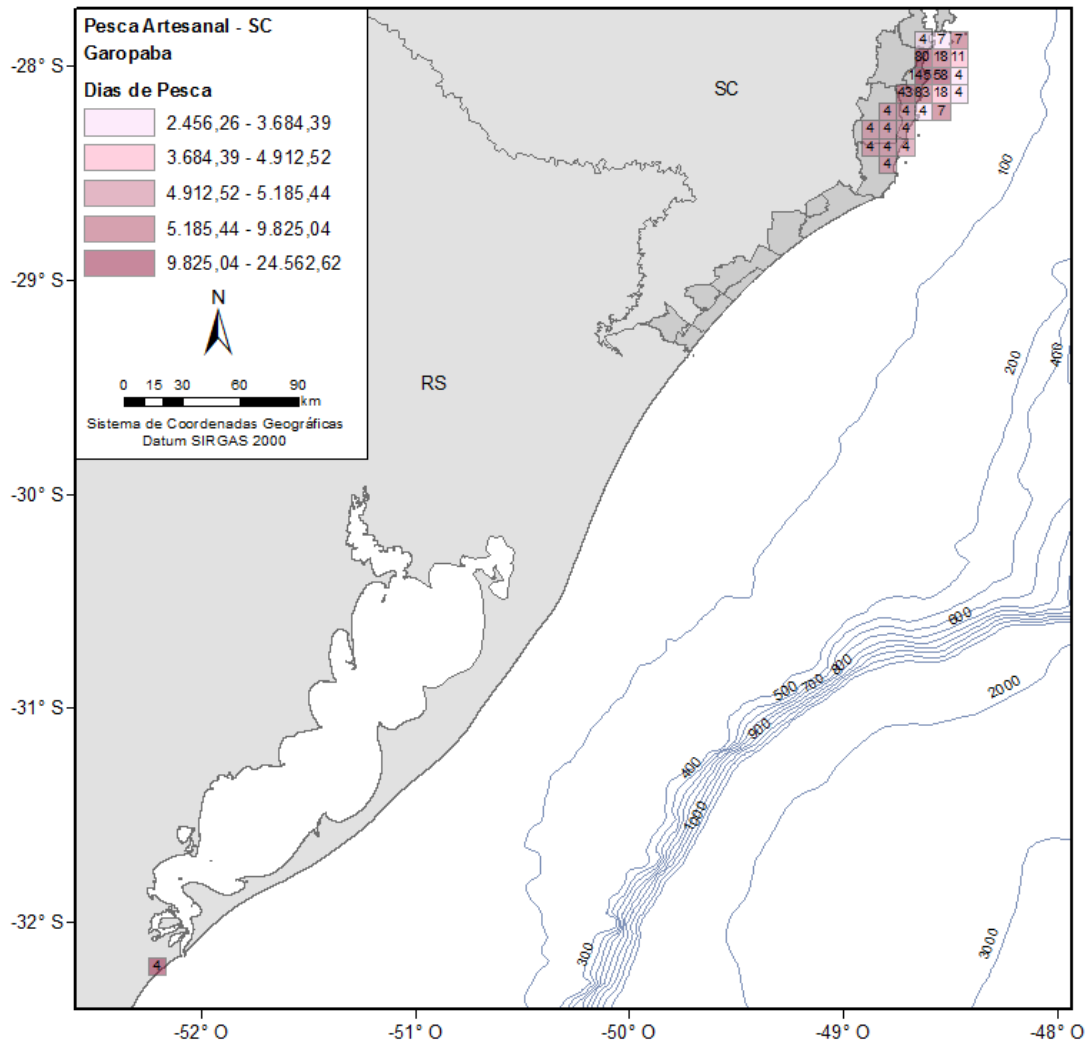 Pesca Artesanal - SC
Garopaba
Dias de Pesca
2.456,26 - 3.684,39
3.684,39 - 4.912,52
4.912,52 - 5.185,44
5.185,44 - 9.825,04
9.825,04 - 24.562,62
N
0 15 30 60 90
km
Sistema de Coordenadas Geográficas
Datum SIRGAS 2000
SC
RS
4 7 7
80 18 11
145 58 4
43 83 18 4
4 4 4 7
4 4 4
4 4 4
4
4
100
200
400
600
800
700
500
900
400
1000
300
2000
3000
-28° S
-29° S
-30° S
-31° S
-32° S
-52° O
-51° O
-50° O
-49° O
-48° O